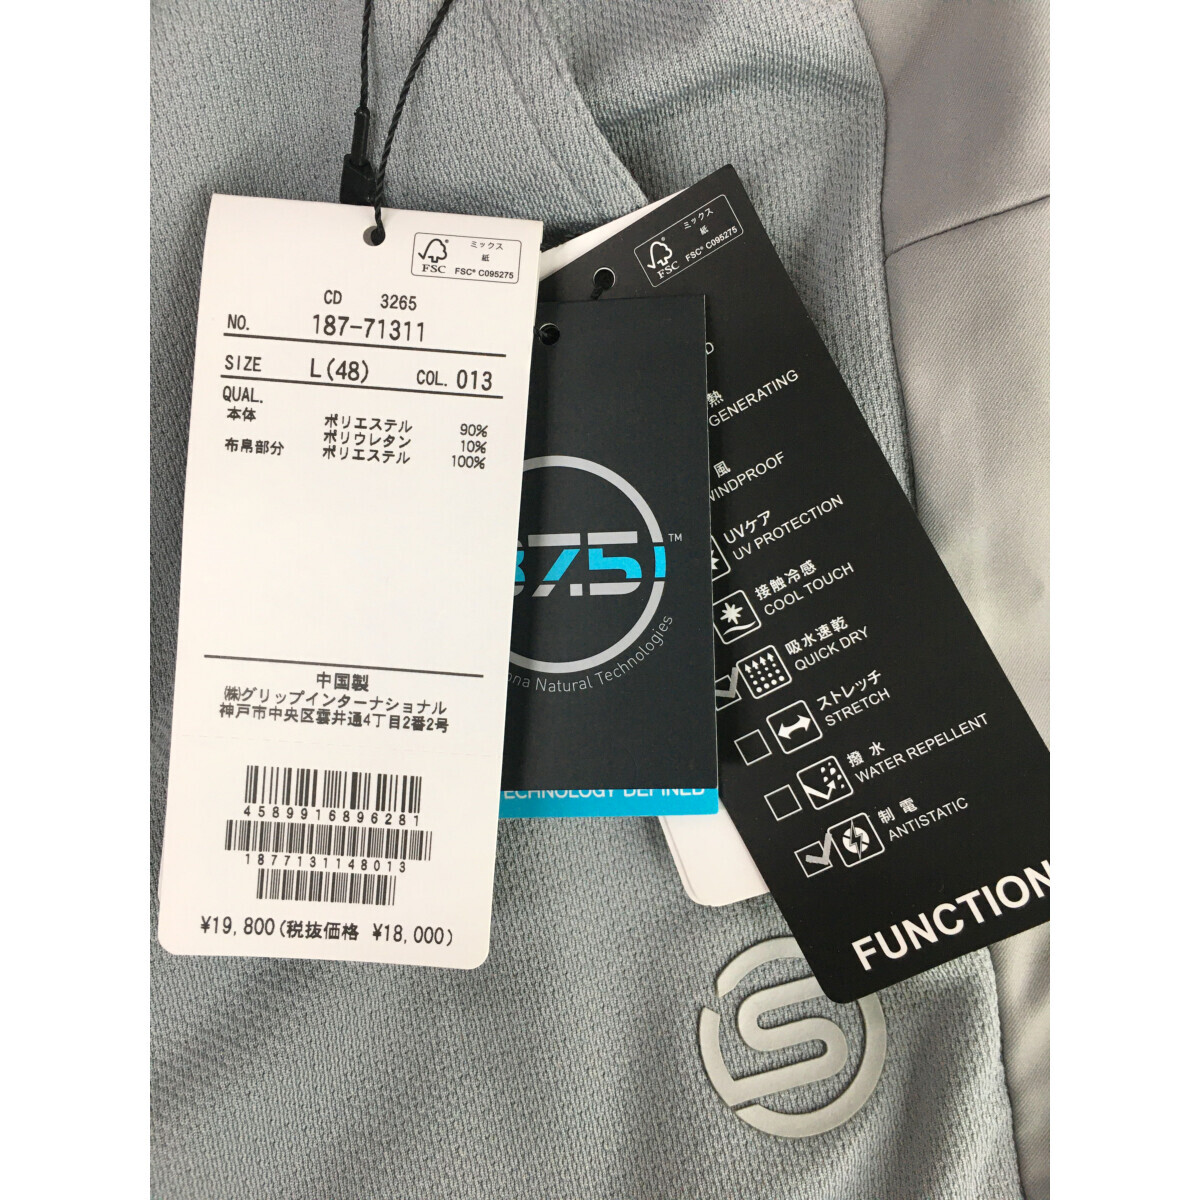 ミックス
紙
FSC® C095275
FSC
CD 3265
NO. 187-71311
SIZE L(48) COL. 013
QUAL.
本体 ポリエステル 90%
ポリウレタン 10%
布帛部分 ポリエステル 100%
中国製
㈱グリップインターナショナル
神戸市中央区雲井通4丁目2番2号
4589916896281
1877131148013
¥19,800(税抜価格 ¥18,000)
37.5™
Natural Technologies
DEFINED
ミックス
紙
FSC® C095275
FSC
熱
GENERATING
風
WINDPROOF
UVケア
UV PROTECTION
接触冷感
COOL TOUCH
吸水速乾
QUICK DRY
ストレッチ
STRETCH
撥水
WATER REPELLENT
制電
ANTISTATIC
FUNCTION
S